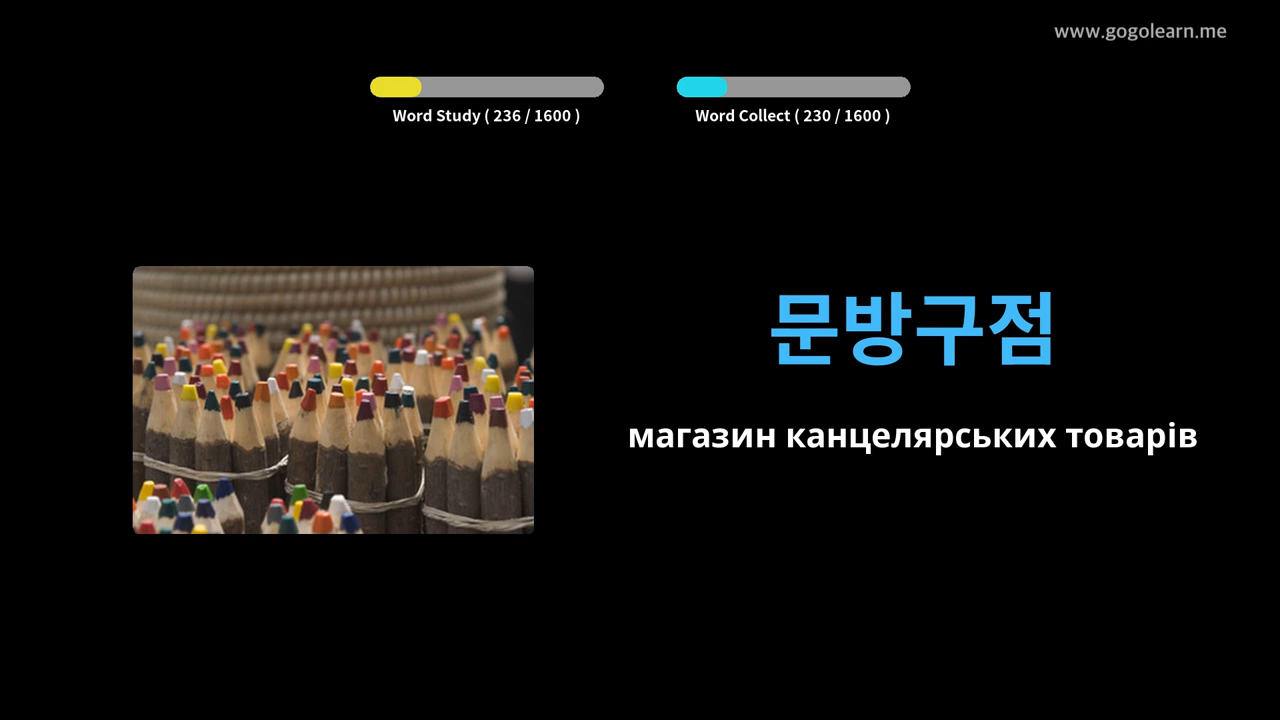 www.gogolearn.me
Word Study ( 236 / 1600 )
Word Collect ( 230 / 1600 )
문방구점
магазин канцелярських товарів